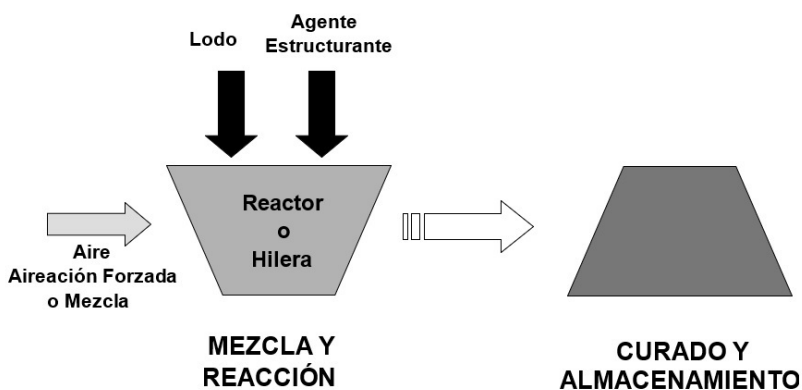 Lodo
Agente
Estructurante
Reactor
o
Hilera
Aire
Aireación Forzada
o Mezcla
MEZCLA Y
REACCIÓN
CURADO Y
ALMACENAMIENTO